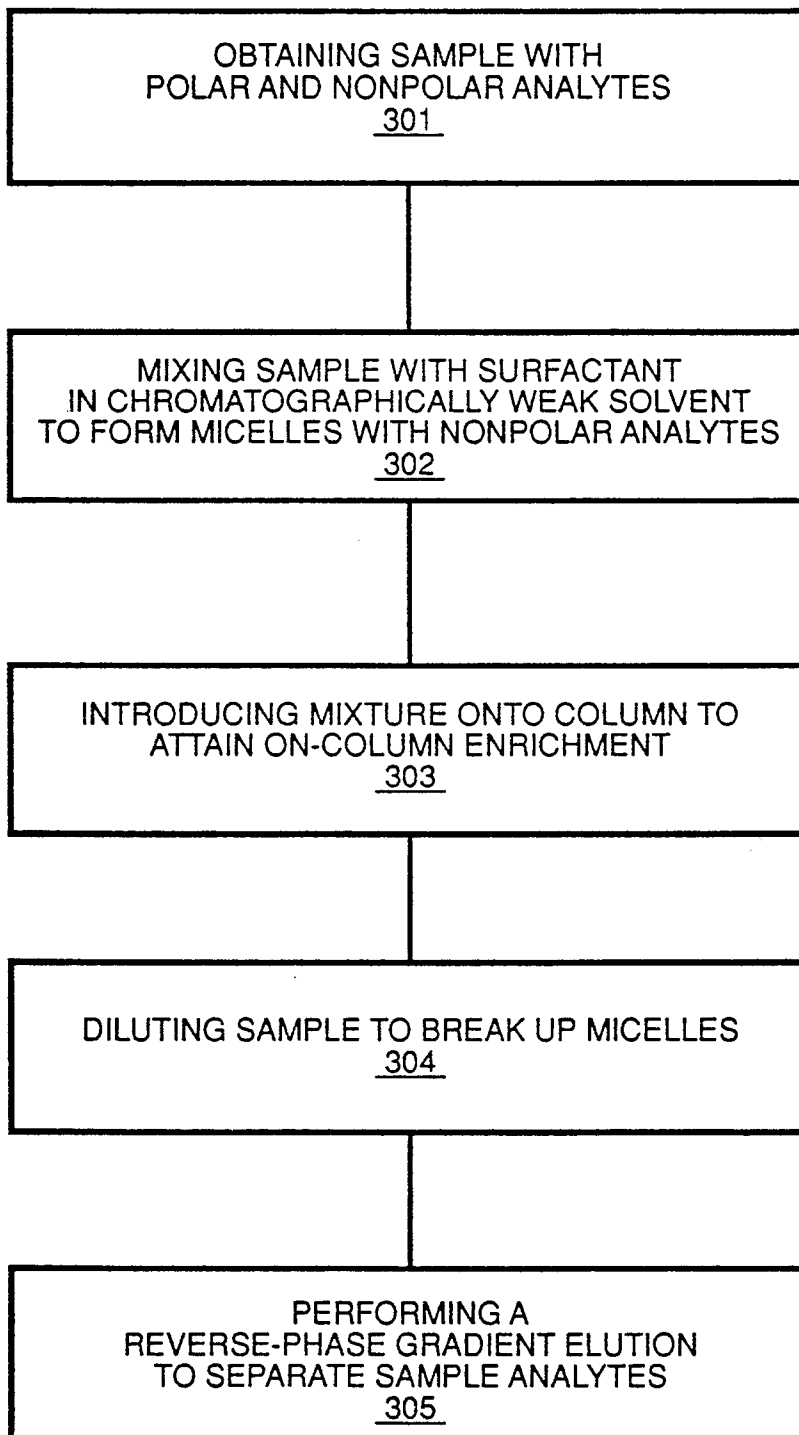 OBTAINING SAMPLE WITH
POLAR AND NONPOLAR ANALYTES
301
MIXING SAMPLE WITH SURFACTANT
IN CHROMATOGRAPHICALLY WEAK SOLVENT
TO FORM MICELLES WITH NONPOLAR ANALYTES
302
INTRODUCING MIXTURE ONTO COLUMN TO
ATTAIN ON-COLUMN ENRICHMENT
303
DILUTING SAMPLE TO BREAK UP MICELLES
304
PERFORMING A
REVERSE-PHASE GRADIENT ELUTION
TO SEPARATE SAMPLE ANALYTES
305